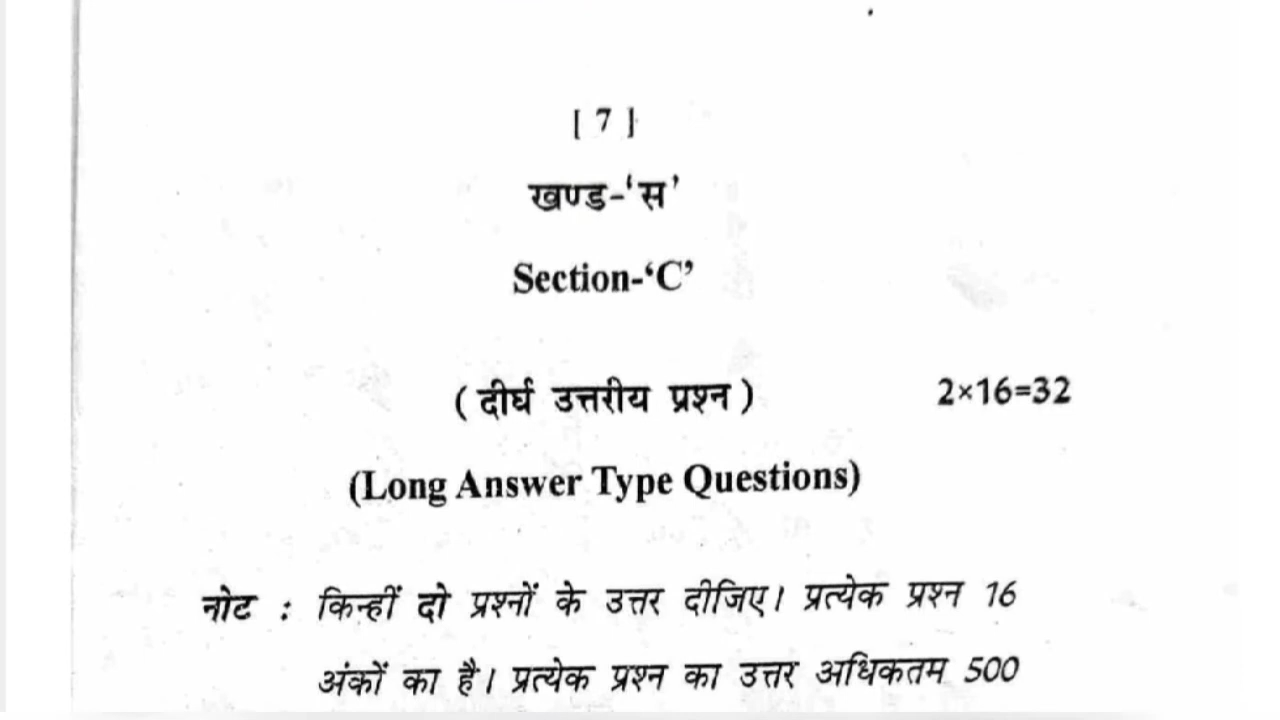 [ 7 ]
खण्ड-‘स’
Section-‘C’
( दीर्घ उत्तरीय प्रश्न ) 2×16=32
(Long Answer Type Questions)
नोट : किन्हीं दो प्रश्नों के उत्तर दीजिए। प्रत्येक प्रश्न 16
अंकों का है। प्रत्येक प्रश्न का उत्तर अधिकतम 500